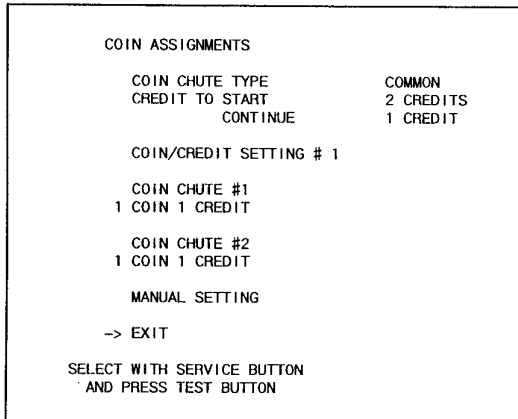 COIN ASSIGNMENTS
COIN CHUTE TYPE COMMON
CREDIT TO START 2 CREDITS
CONTINUE 1 CREDIT
COIN/CREDIT SETTING # 1
COIN CHUTE #1
1 COIN 1 CREDIT
COIN CHUTE #2
1 COIN 1 CREDIT
MANUAL SETTING
-> EXIT
SELECT WITH SERVICE BUTTON
AND PRESS TEST BUTTON